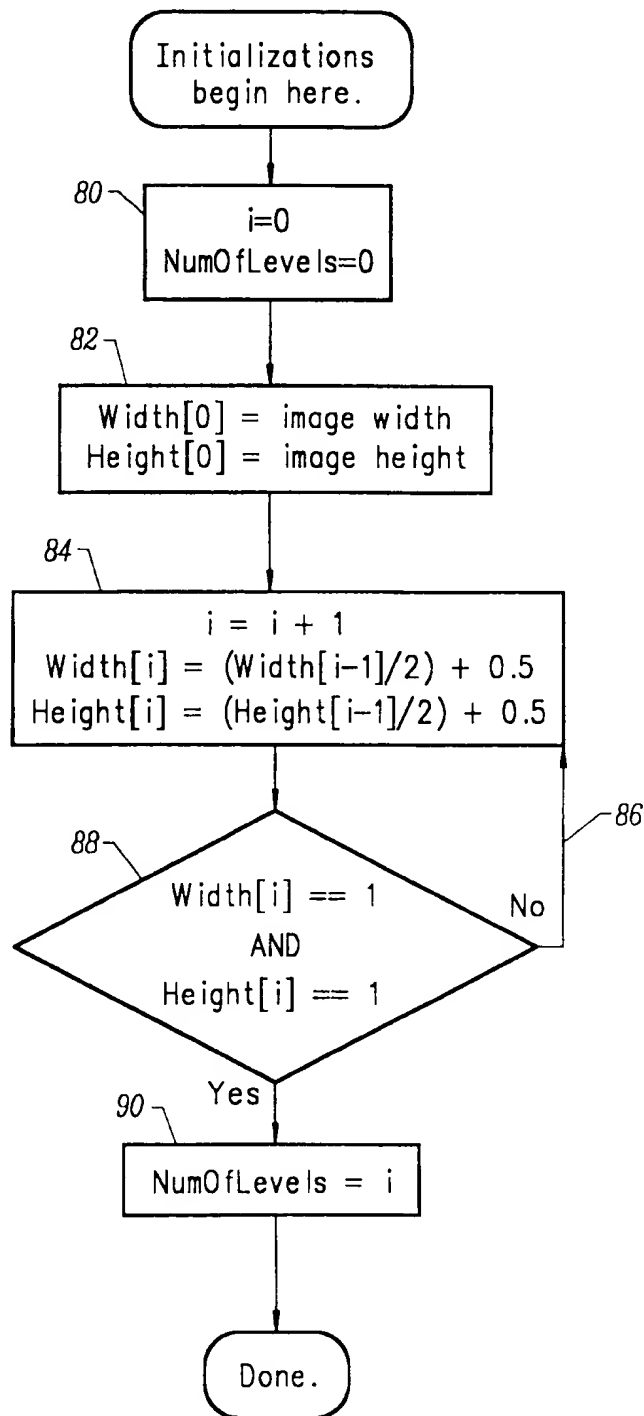 Initializations
begin here.
80
i=0
NumOfLevels=0
82
Width[0] = image width
Height[0] = image height
84
i = i + 1
Width[i] = (Width[i-1]/2) + 0.5
Height[i] = (Height[i-1]/2) + 0.5
86
88
Width[i] == 1
AND
Height[i] == 1
No
Yes
90
NumOfLevels = i
Done.